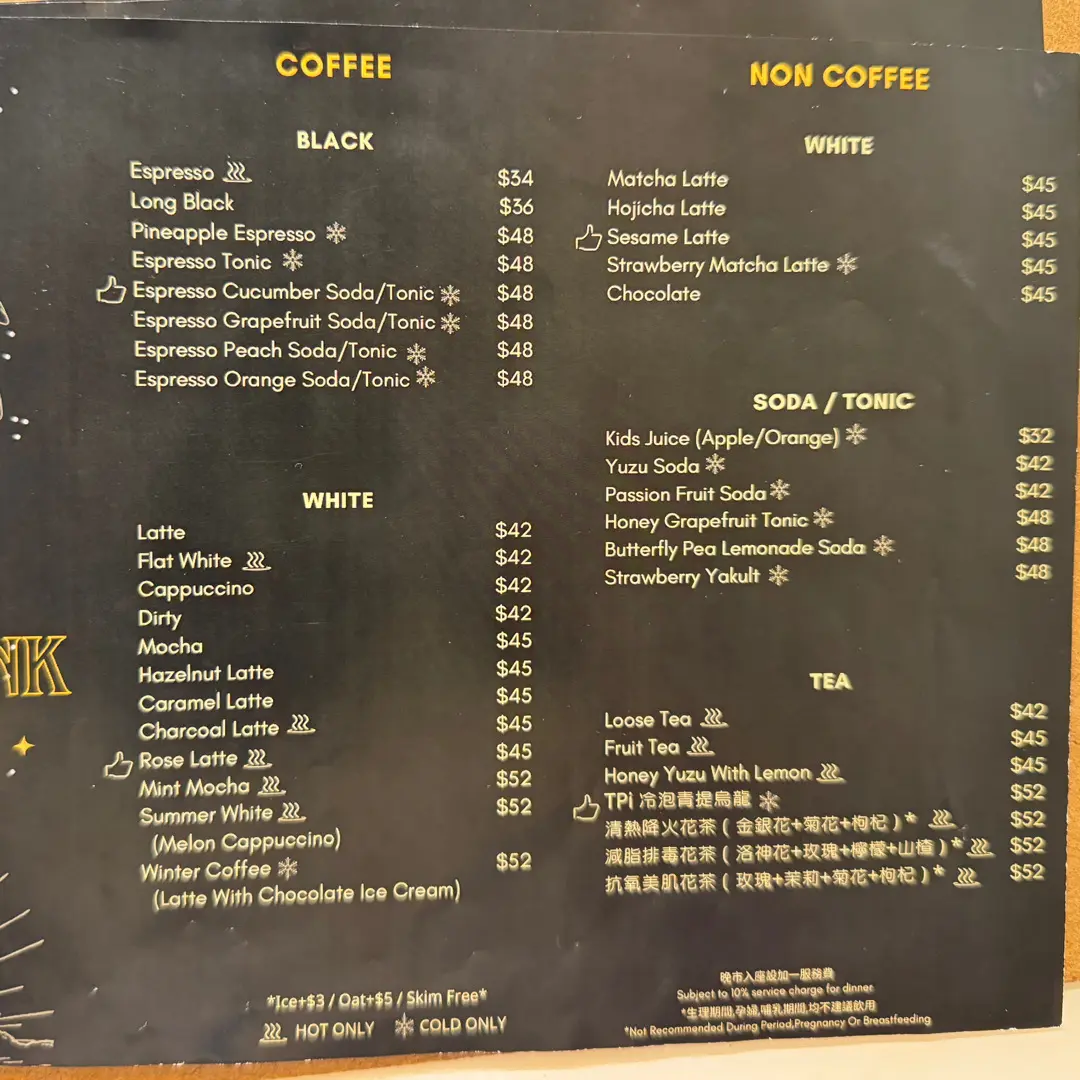 COFFEE
BLACK
Espresso $34
Long Black $36
Pineapple Espresso $48
Espresso Tonic $48
Espresso Cucumber Soda/Tonic $48
Espresso Grapefruit Soda/Tonic $48
Espresso Peach Soda/Tonic $48
Espresso Orange Soda/Tonic $48
WHITE
Latte $42
Flat White $42
Cappuccino $42
Dirty $42
Mocha $45
Hazelnut Latte $45
Caramel Latte $45
Charcoal Latte $45
Rose Latte $45
Mint Mocha $52
Summer White $52
(Melon Cappuccino)
Winter Coffee $52
(Latte With Chocolate Ice Cream)
*Ice+$3 / Oat+$5 / Skim Free*
HOT ONLY COLD ONLY
NON COFFEE
WHITE
Matcha Latte $45
Hojicha Latte $45
Sesame Latte $45
Strawberry Matcha Latte $45
Chocolate $45
SODA / TONIC
Kids Juice (Apple/Orange) $32
Yuzu Soda $42
Passion Fruit Soda $42
Honey Grapefruit Tonic $48
Butterfly Pea Lemonade Soda $48
Strawberry Yakult $48
TEA
Loose Tea $42
Fruit Tea $45
Honey Yuzu With Lemon $45
TPi 冷泡青提烏龍 $52
清熱降火花茶 ( 金銀花+菊花+枸杞 ) * $52
減脂排毒花茶 ( 洛神花+玫瑰+檸檬+山楂 ) * $52
抗氧美肌花茶 ( 玫瑰+茉莉+菊花+枸杞 ) * $52
晚市入座設加一服務費
Subject to 10% service charge for dinner
*生理期間,孕婦,哺乳期間,均不建議飲用
*Not Recommended During Period,Pregnancy Or Breastfeeding
NK